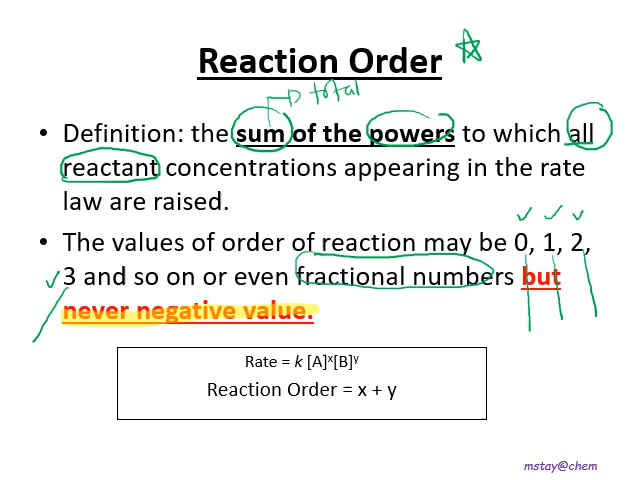 Reaction Order
total
• Definition: the sum of the powers to which all
reactant concentrations appearing in the rate
law are raised.
• The values of order of reaction may be 0, 1, 2,
3 and so on or even fractional numbers but
never negative value.
Rate = k [A]ˣ[B]ʸ
Reaction Order = x + y
mstay@chem